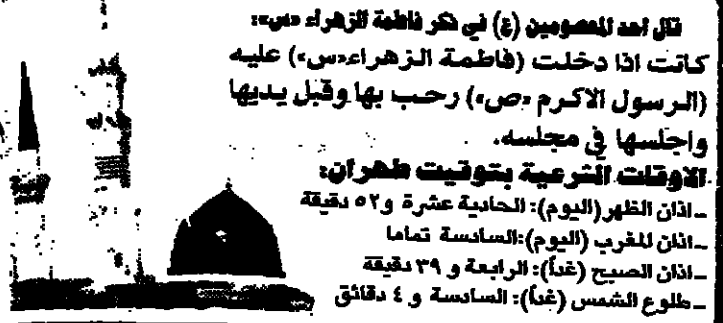 قال أحد المعصومين (ع) في ذكر فاطمة الزهراء «س»:
كانت اذا دخلت (فاطمة الزهراء«س») عليه
(الرسول الاكرم «ص») رحب بها وقبل يديها
واجلسها في مجلسه.
الاوقات الشرعية بتوقيت طهران:
ـ اذان الظهر (اليوم): الحادية عشرة و٥٢ دقيقة
ـ اذان المغرب (اليوم): السادسة تماما
ـ اذان الصبح (غداً): الرابعة و ٣٩ دقيقة
ـ طلوع الشمس (غداً): السادسة و ٤ دقائق